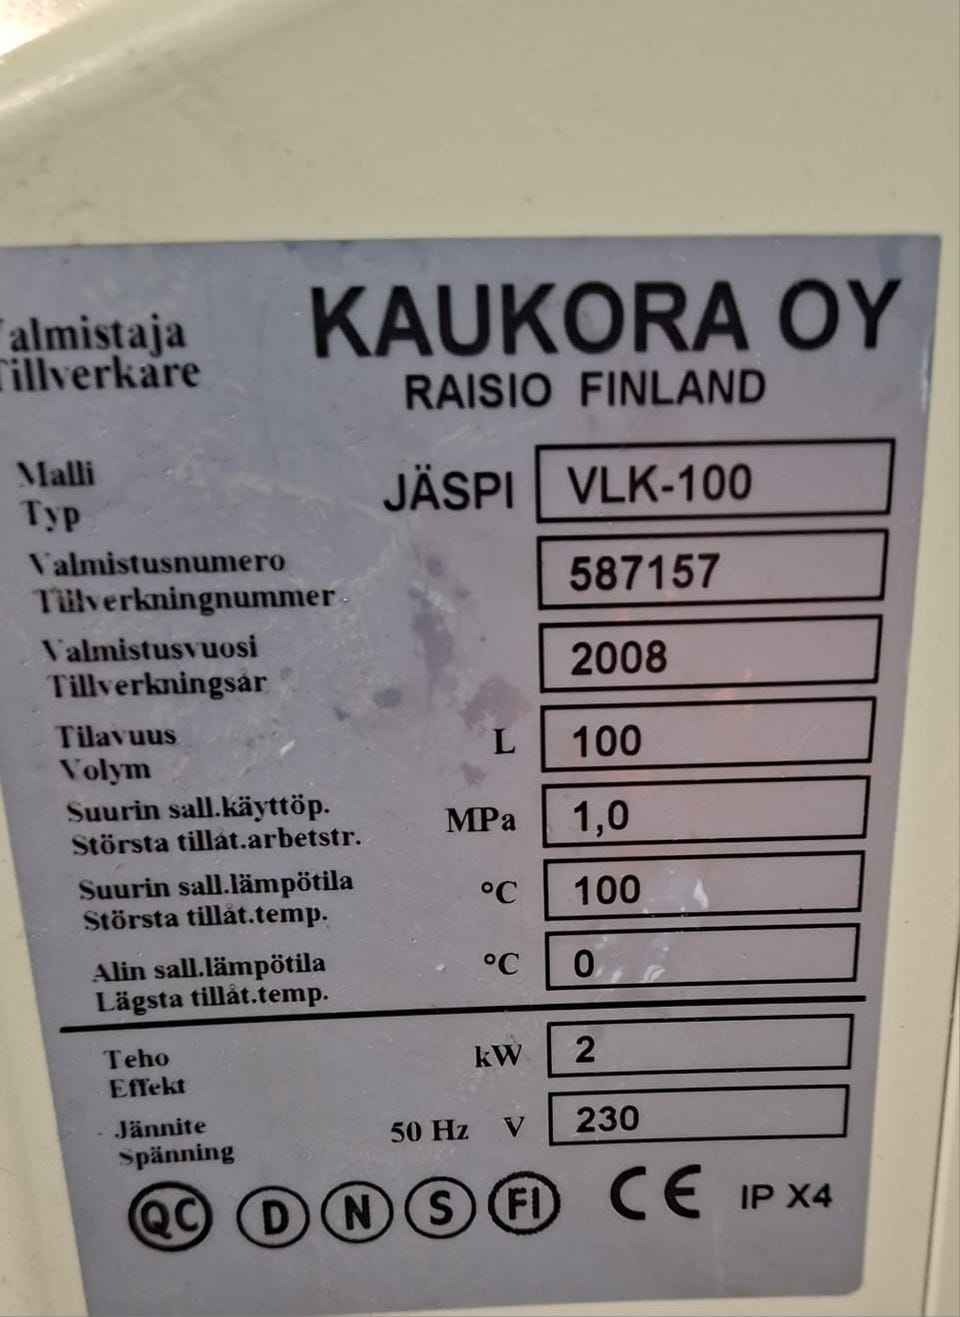 Valmistaja KAUKORA OY
Tillverkare RAISIO FINLAND
Malli
Typ JÄSPI VLK-100
Valmistusnumero
Tillverkningnummer 587157
Valmistusvuosi
Tillverkningsår 2008
Tilavuus
Volym L 100
Suurin sall.käyttöp.
Största tillåt.arbetstr. MPa 1,0
Suurin sall.lämpötila
Största tillåt.temp. °C 100
Alin sall.lämpötila
Lägsta tillåt.temp. °C 0
Teho
Effekt kW 2
Jännite
Spänning 50 Hz V 230
QC D N S FI CE IP X4